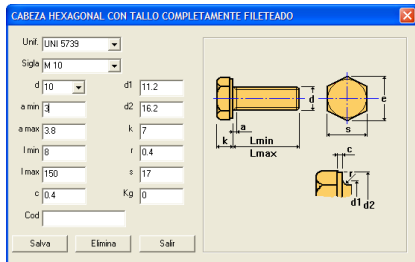 CABEZA HEXAGONAL CON TALLO COMPLETAMENTE FILETEADO
Unif. UNI 5739
Sigla M 10
d 10 d1 11.2
a min 3 d2 16.2
a max 3.8 k 7
l min 8 r 0.4
l max 150 s 17
c 0.4 Kg 0
Cod
Salva Elimina Salir
d e
a
k Lmin s
Lmax
c
r
d1 d2